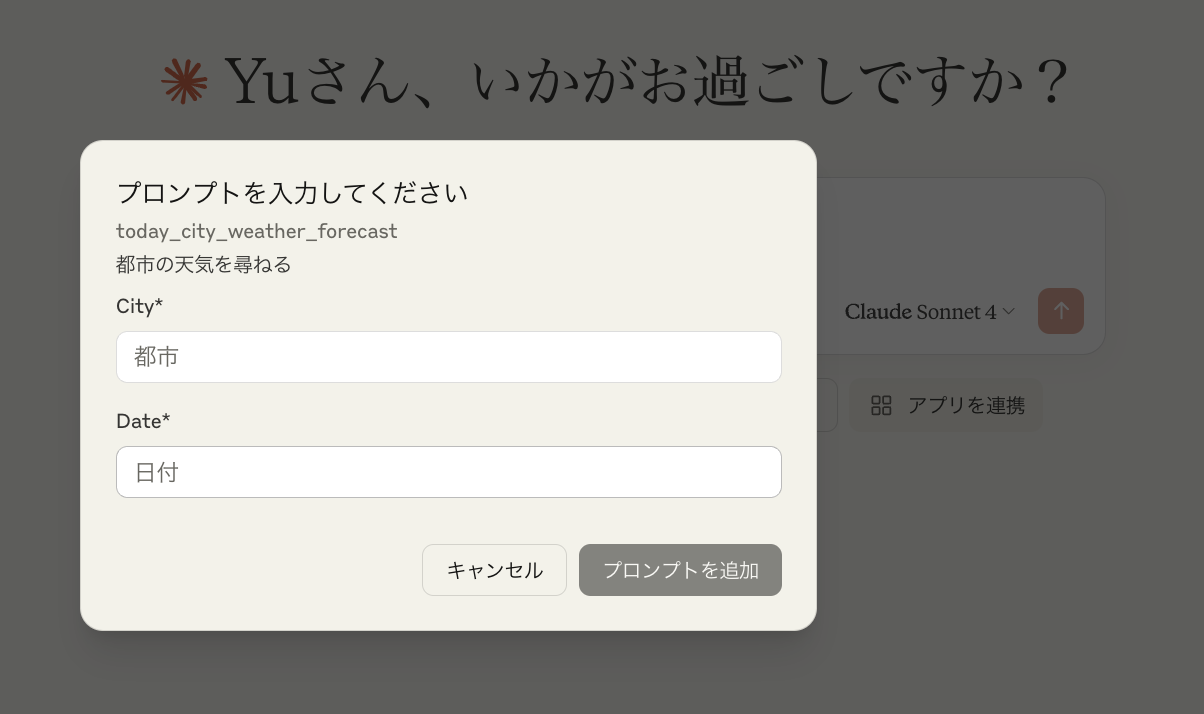 Yuさん、いかがお過ごしですか？
プロンプトを入力してください
today_city_weather_forecast
都市の天気を尋ねる
City*
都市
Date*
日付
キャンセル
プロンプトを追加
Claude Sonnet 4
アプリを連携